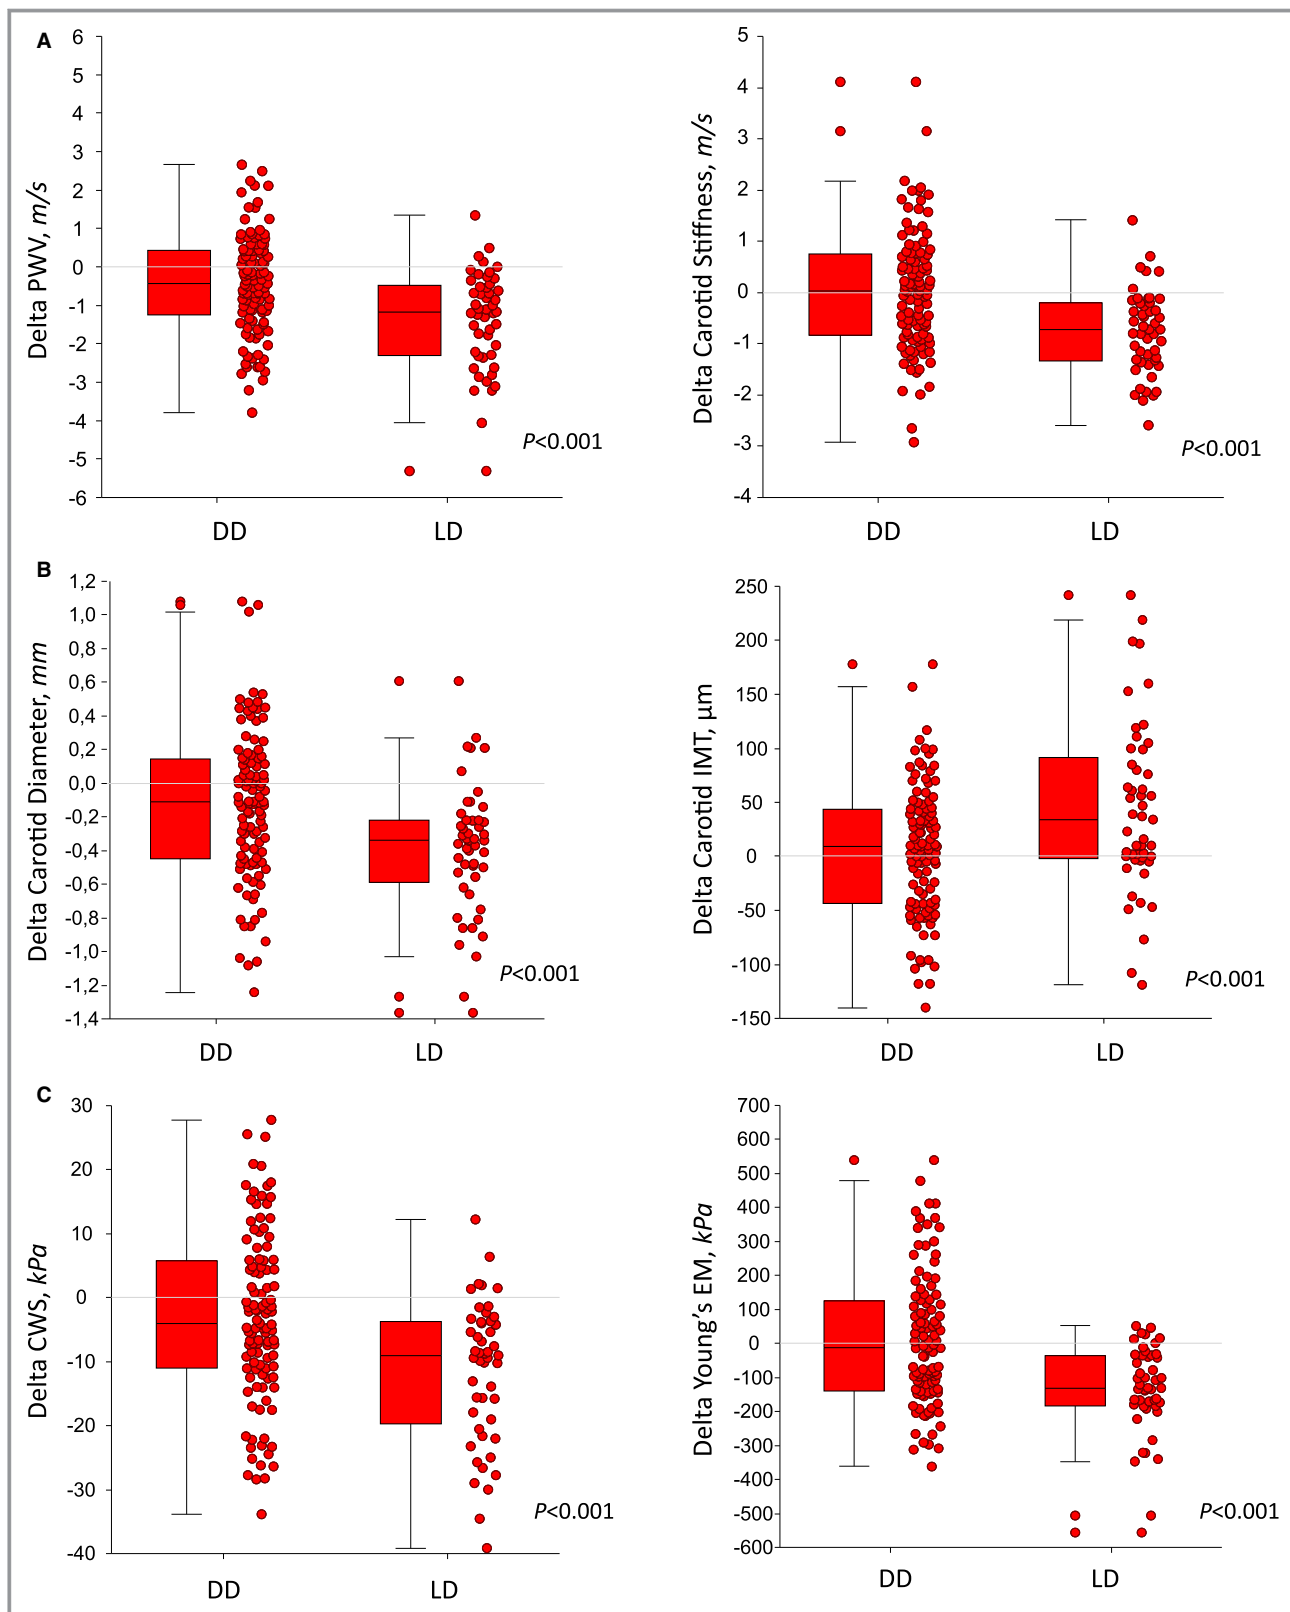 A
Delta PWV, m/s
6
5
4
3
2
1
0
-1
-2
-3
-4
-5
-6
P<0.001
DD
LD
Delta Carotid Stiffness, m/s
5
4
3
2
1
0
-1
-2
-3
-4
P<0.001
DD
LD
B
Delta Carotid Diameter, mm
1,2
1,0
0,8
0,6
0,4
0,2
0,0
-0,2
-0,4
-0,6
-0,8
-1,0
-1,2
-1,4
P<0.001
DD
LD
Delta Carotid IMT, µm
250
200
150
100
50
0
-50
-100
-150
P<0.001
DD
LD
C
Delta CWS, kPa
30
20
10
0
-10
-20
-30
-40
P<0.001
DD
LD
Delta Young’s EM, kPa
700
600
500
400
300
200
100
0
-100
-200
-300
-400
-500
-600
P<0.001
DD
LD